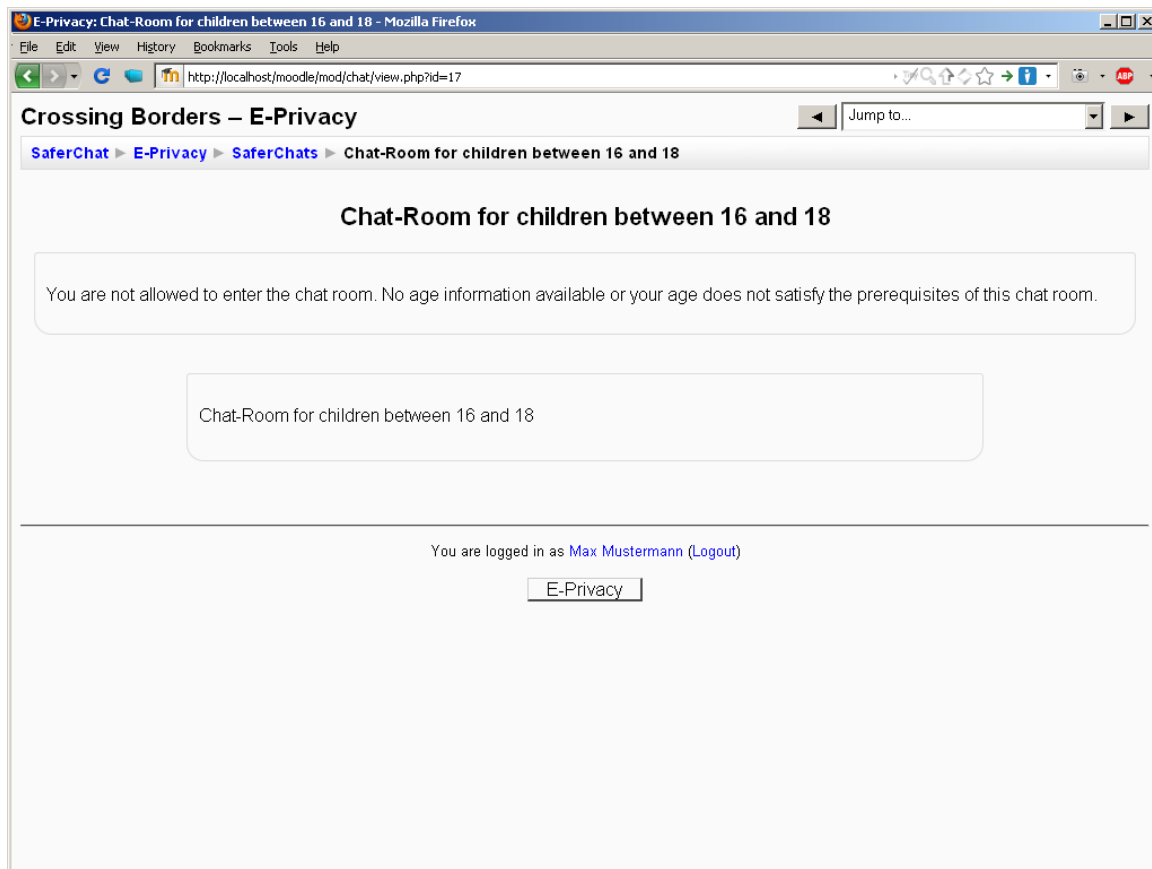 E-Privacy: Chat-Room for children between 16 and 18 - Mozilla Firefox
File Edit View History Bookmarks Tools Help
http://localhost/moodle/mod/chat/view.php?id=17
ABP
Crossing Borders – E-Privacy
Jump to...
SaferChat ► E-Privacy ► SaferChats ► Chat-Room for children between 16 and 18
Chat-Room for children between 16 and 18
You are not allowed to enter the chat room. No age information available or your age does not satisfy the prerequisites of this chat room.
Chat-Room for children between 16 and 18
You are logged in as Max Mustermann (Logout)
E-Privacy